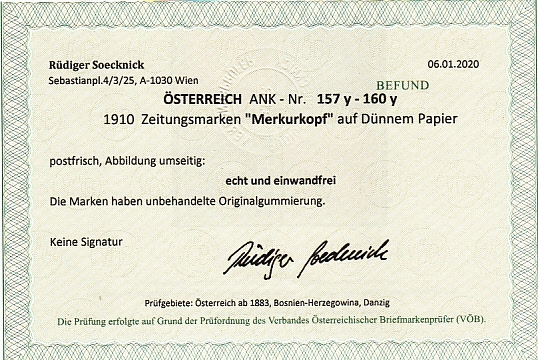 Rüdiger Soecknick
06.01.2020
Sebastianpl.4/3/25, A-1030 Wien
BEFUND
ÖSTERREICH ANK - Nr. 157 y - 160 y
1910 Zeitungsmarken "Merkurkopf" auf Dünnem Papier
postfrisch, Abbildung umseitig:
echt und einwandfrei
Die Marken haben unbehandelte Originalgummierung.
Keine Signatur
Rüdiger Soecknick
Prüfgebiete: Österreich ab 1883, Bosnien-Herzegowina, Danzig
Die Prüfung erfolgte auf Grund der Prüfordnung des Verbandes Österreichischer Briefmarkenprüfer (VÖB).